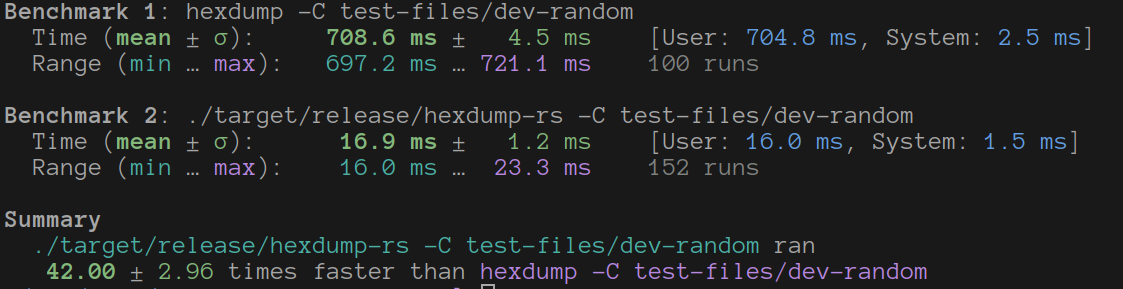 Benchmark 1: hexdump -C test-files/dev-random
Time (mean ± σ): 708.6 ms ± 4.5 ms [User: 704.8 ms, System: 2.5 ms]
Range (min … max): 697.2 ms … 721.1 ms 100 runs
Benchmark 2: ./target/release/hexdump-rs -C test-files/dev-random
Time (mean ± σ): 16.9 ms ± 1.2 ms [User: 16.0 ms, System: 1.5 ms]
Range (min … max): 16.0 ms … 23.3 ms 152 runs
Summary
./target/release/hexdump-rs -C test-files/dev-random ran
42.00 ± 2.96 times faster than hexdump -C test-files/dev-random